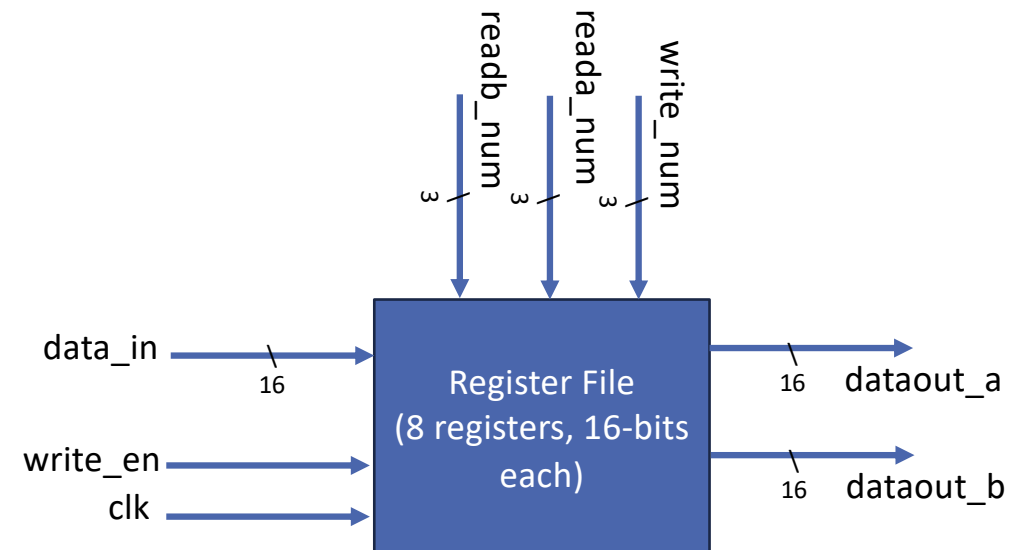 readb_num
reada_num
write_num
3
3
3
data_in
16
write_en
clk
Register File
(8 registers, 16-bits
each)
16
dataout_a
16
dataout_b